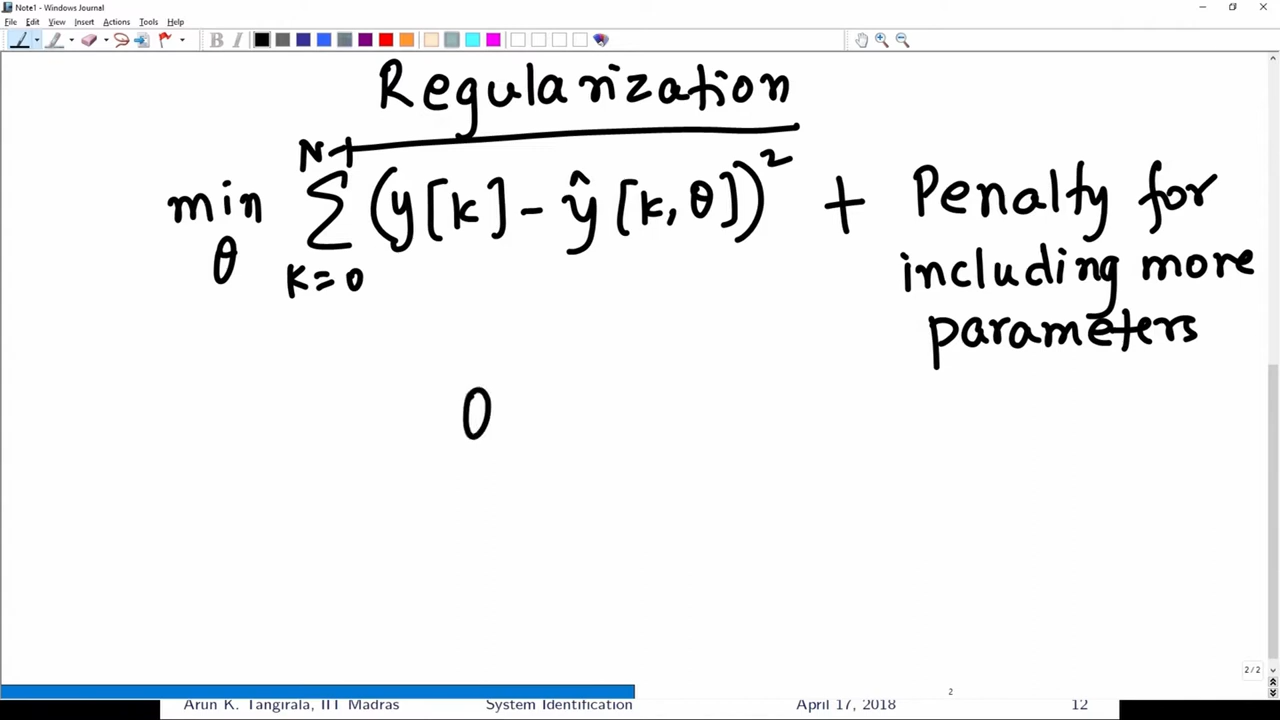 Note1 - Windows Journal
File Edit View Insert Actions Tools Help
B I
Regularization
min θ N-1 Σ k=0 (y[k] - ŷ[k, θ])² + Penalty for
including more
parameters
0
2/2
2
Arun K. Tangirala, IIT Madras System Identification April 17, 2018 12